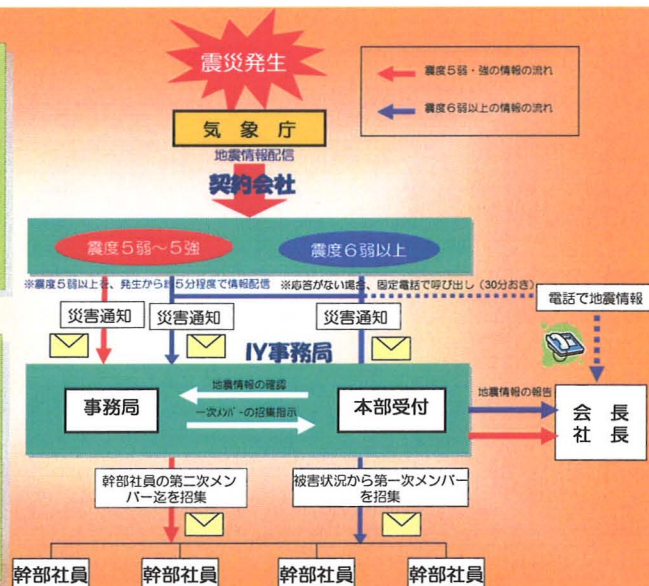 震災発生
震度5弱・強の情報の流れ
震度6弱以上の情報の流れ
気象庁
地震情報配信
契約会社
震度5弱～5強
震度6弱以上
※震度5弱以上を、発生から約5分程度で情報配信
※応答がない場合、固定電話で呼び出し（30分おき）
電話で地震情報
災害通知
災害通知
災害通知
IY事務局
地震情報の確認
事務局
本部受付
一次メンバーの招集指示
地震情報の報告
会長
社長
幹部社員の第二次メン
バー迄を招集
被害状況から第一次メンバー
を招集
幹部社員
幹部社員
幹部社員
幹部社員